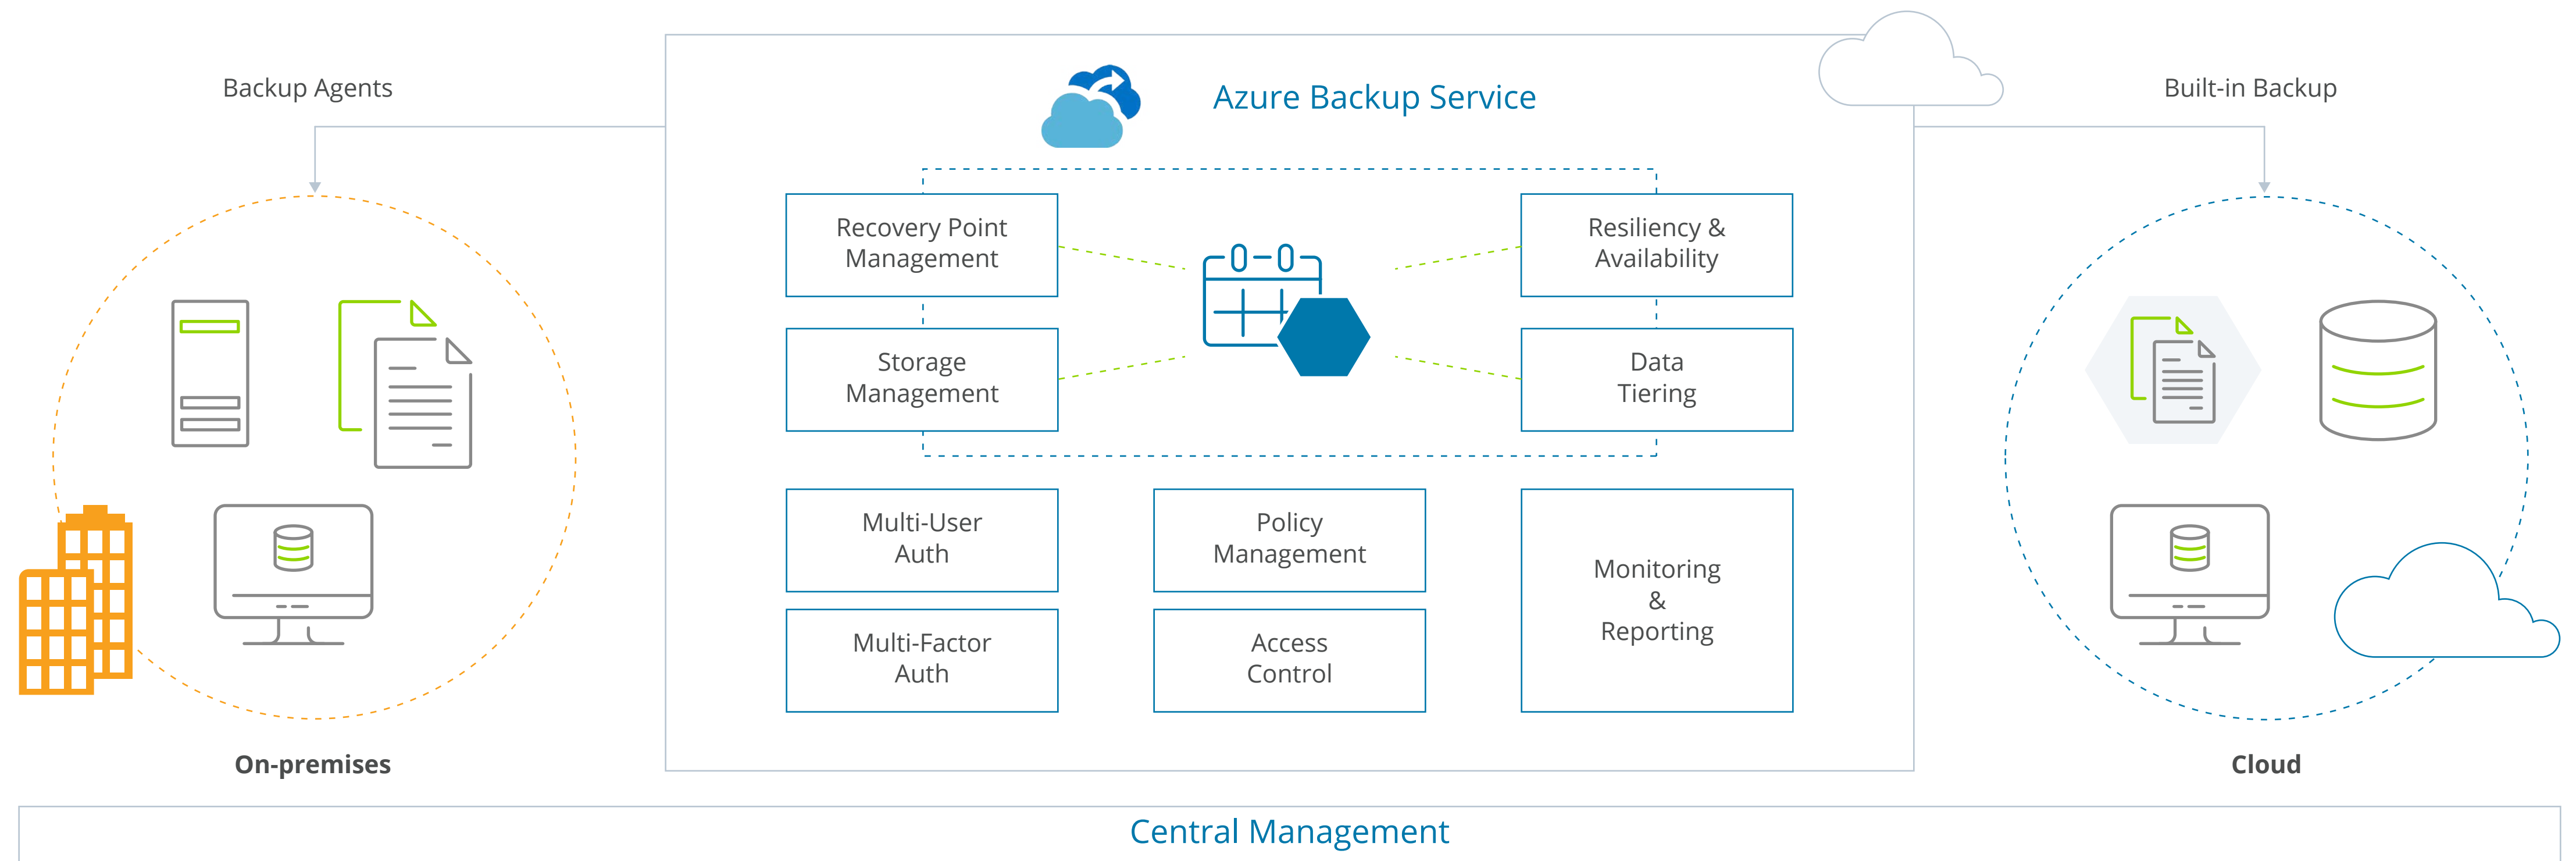 Backup Agents
Azure Backup Service
Built-in Backup
Recovery Point
Management
Resiliency &
Availability
Storage
Management
Data
Tiering
Multi-User
Auth
Policy
Management
Monitoring
&
Reporting
Multi-Factor
Auth
Access
Control
On-premises
Cloud
Central Management